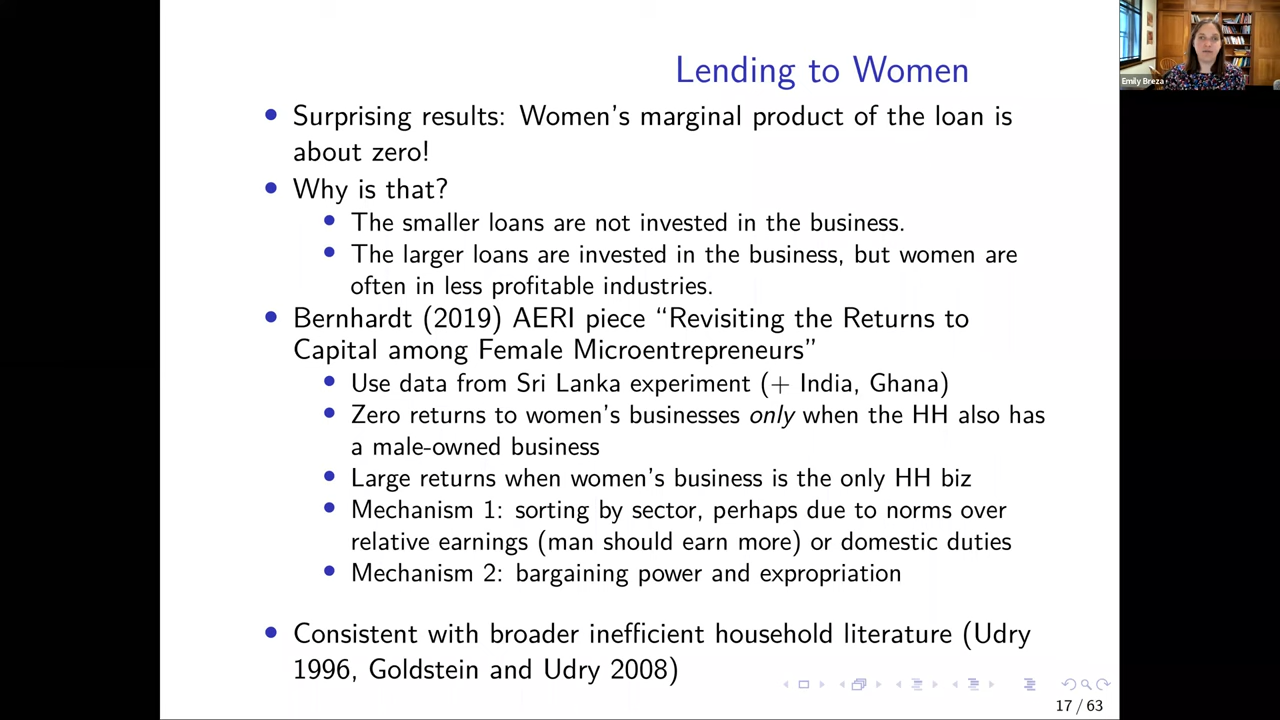 Lending to Women
Emily Breza
• Surprising results: Women's marginal product of the loan is
about zero!
• Why is that?
• The smaller loans are not invested in the business.
• The larger loans are invested in the business, but women are
often in less profitable industries.
• Bernhardt (2019) AERI piece “Revisiting the Returns to
Capital among Female Microentrepreneurs”
• Use data from Sri Lanka experiment (+ India, Ghana)
• Zero returns to women's businesses only when the HH also has
a male-owned business
• Large returns when women's business is the only HH biz
• Mechanism 1: sorting by sector, perhaps due to norms over
relative earnings (man should earn more) or domestic duties
• Mechanism 2: bargaining power and expropriation
• Consistent with broader inefficient household literature (Udry
1996, Goldstein and Udry 2008)
17 / 63